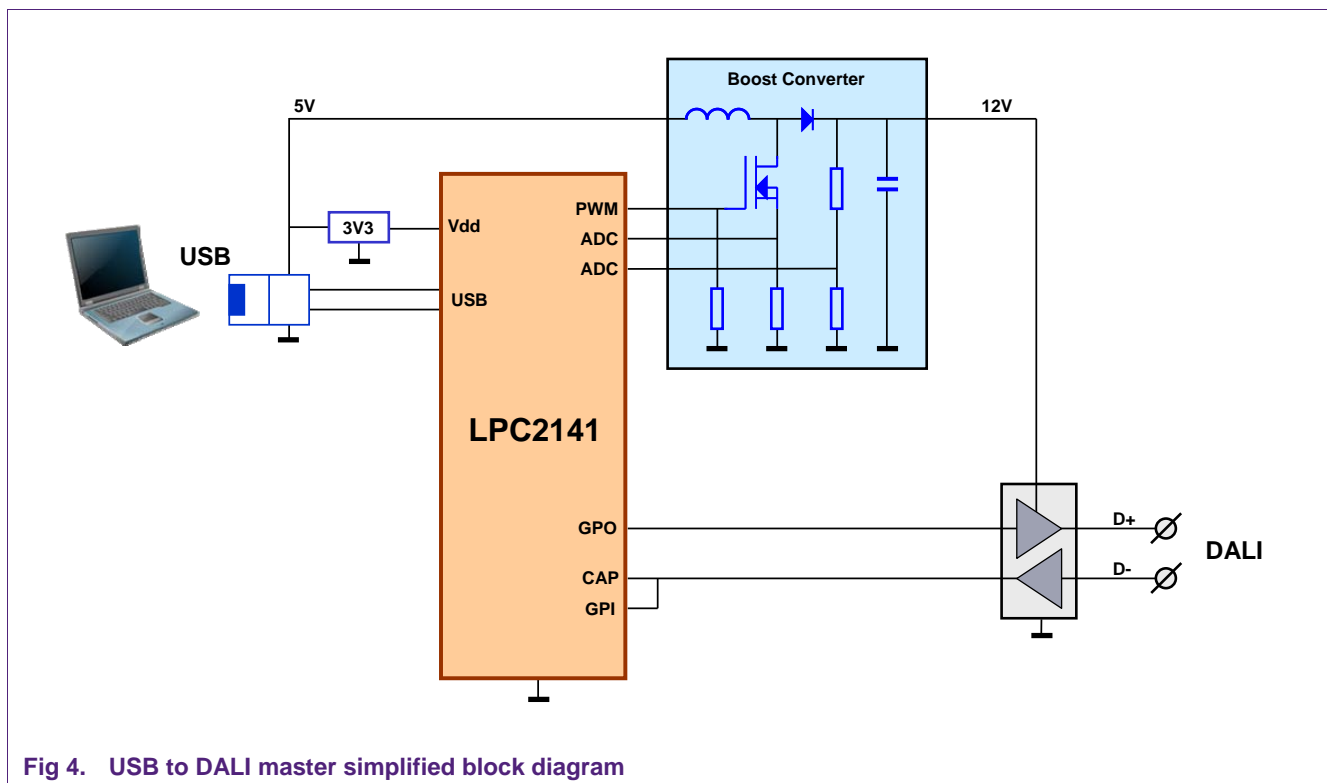 Boost Converter
5V
12V
PWM
3V3
Vdd
ADC
USB
ADC
USB
LPC2141
GPO
D+
DALI
CAP
D-
GPI
Fig 4. USB to DALI master simplified block diagram